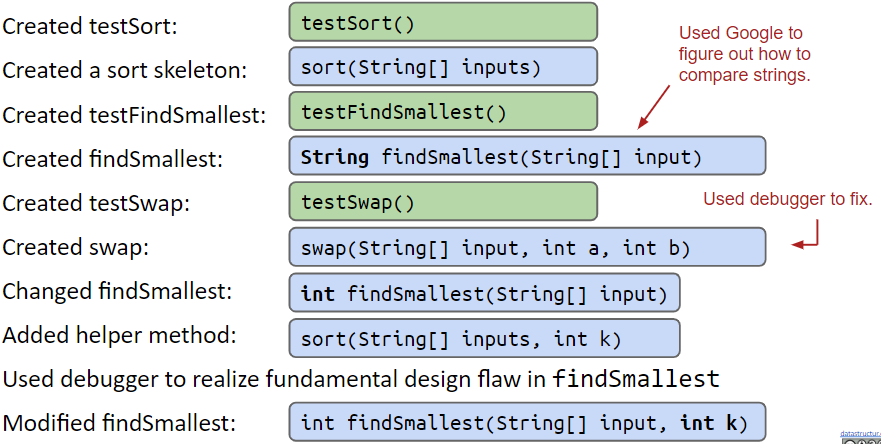 Created testSort: testSort()
Used Google to
figure out how to
compare strings.
Created a sort skeleton: sort(String[] inputs)
Created testFindSmallest: testFindSmallest()
Created findSmallest: String findSmallest(String[] input)
Created testSwap: testSwap()
Used debugger to fix.
Created swap: swap(String[] input, int a, int b)
Changed findSmallest: int findSmallest(String[] input)
Added helper method: sort(String[] inputs, int k)
Used debugger to realize fundamental design flaw in findSmallest
Modified findSmallest: int findSmallest(String[] input, int k)